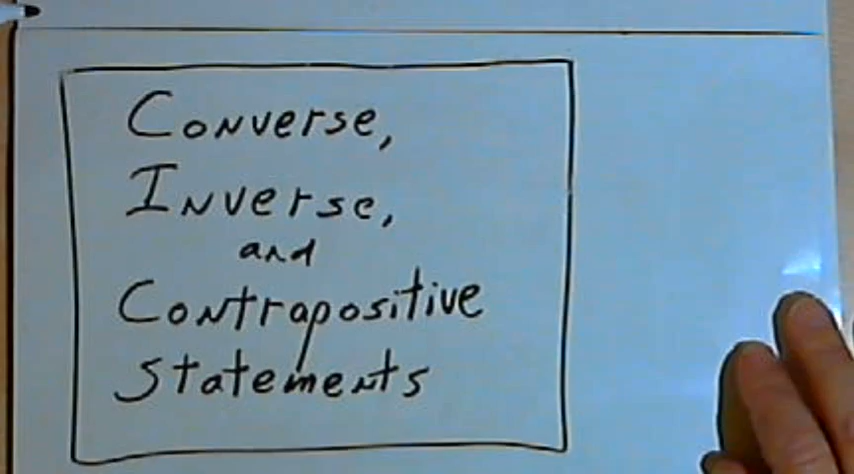 Converse,
Inverse,
and
Contrapositive
Statements